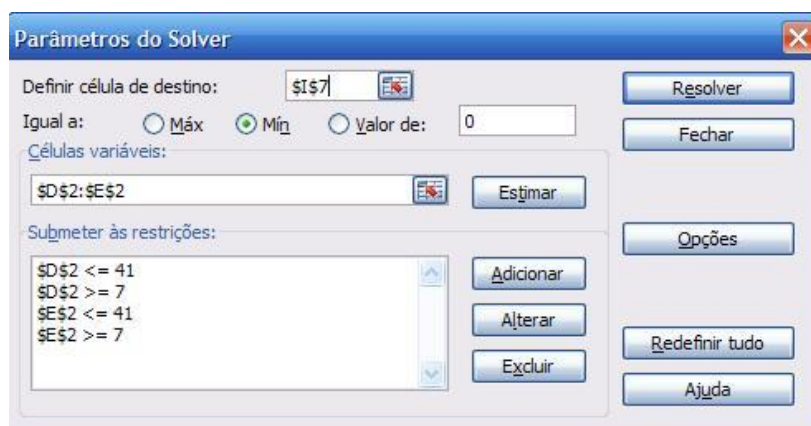 Parâmetros do Solver
Definir célula de destino: $I$7
Resolver
Igual a: Máx Mín Valor de: 0
Fechar
Células variáveis:
$D$2:$E$2
Estimar
Submeter às restrições:
Opções
$D$2 <= 41
$D$2 >= 7
$E$2 <= 41
$E$2 >= 7
Adicionar
Alterar
Excluir
Redefinir tudo
Ajuda